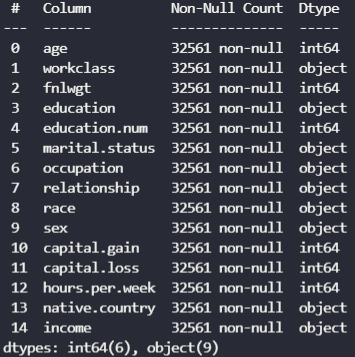 #   Column          Non-Null Count  Dtype
---  ------          --------------  -----
 0   age             32561 non-null  int64
 1   workclass       32561 non-null  object
 2   fnlwgt          32561 non-null  int64
 3   education       32561 non-null  object
 4   education.num   32561 non-null  int64
 5   marital.status  32561 non-null  object
 6   occupation      32561 non-null  object
 7   relationship    32561 non-null  object
 8   race            32561 non-null  object
 9   sex             32561 non-null  object
 10  capital.gain    32561 non-null  int64
 11  capital.loss    32561 non-null  int64
 12  hours.per.week  32561 non-null  int64
 13  native.country  32561 non-null  object
 14  income          32561 non-null  object
dtypes: int64(6), object(9)